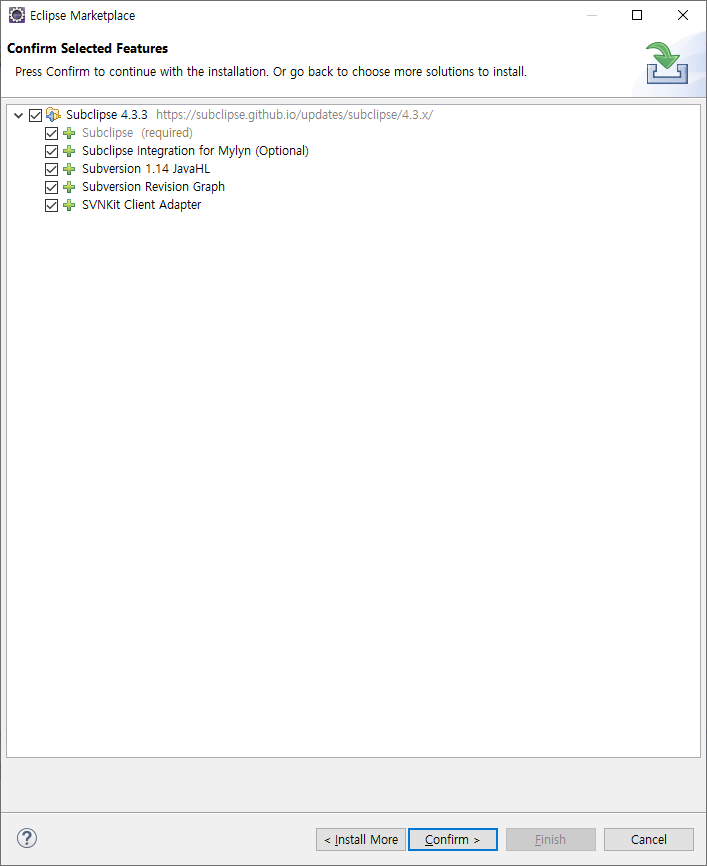 Eclipse Marketplace
Confirm Selected Features
Press Confirm to continue with the installation. Or go back to choose more solutions to install.
Subclipse 4.3.3 https://subclipse.github.io/updates/subclipse/4.3.x/
Subclipse (required)
Subclipse Integration for Mylyn (Optional)
Subversion 1.14 JavaHL
Subversion Revision Graph
SVNKit Client Adapter
? < Install More Confirm > Finish Cancel